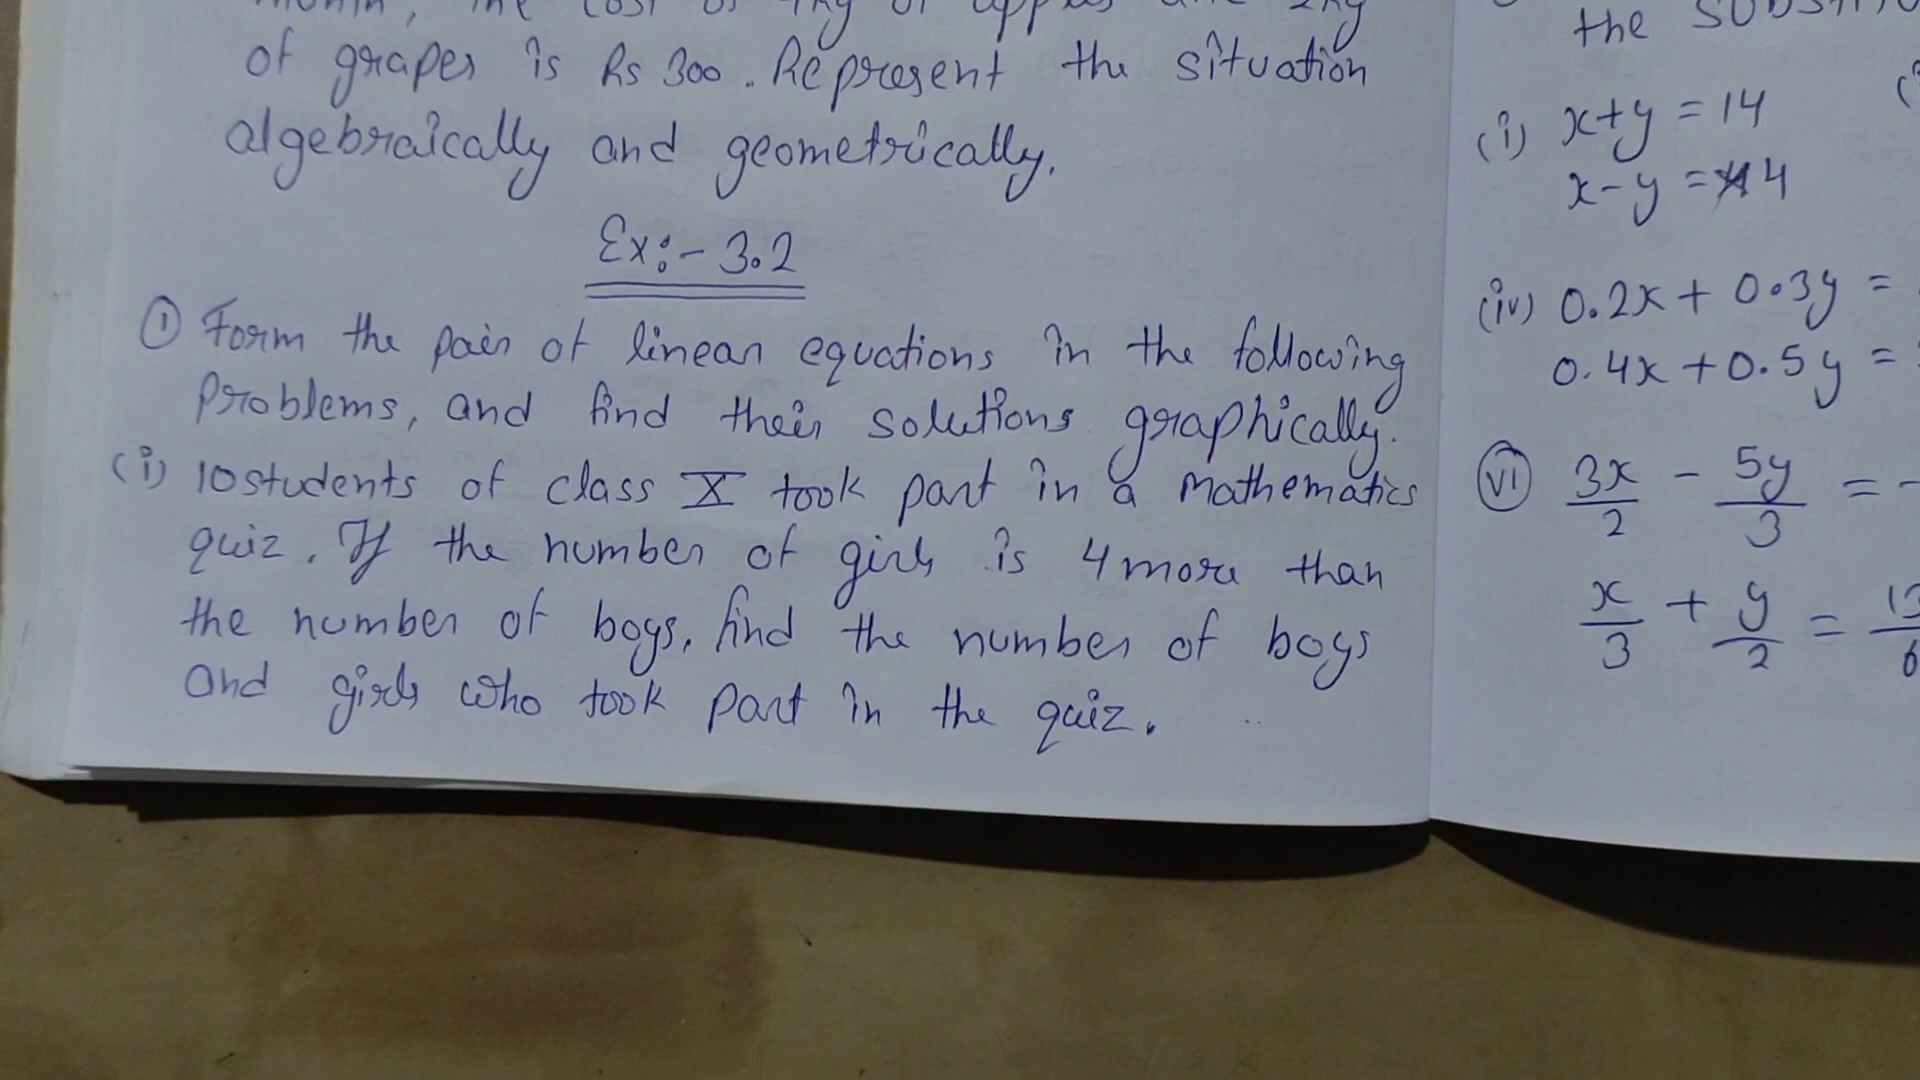 of grapes is Rs 300. Represent the situation
algebraically and geometrically.
Ex:- 3.2
① Form the pair of linear equations in the following
Problems, and find their solutions graphically.
(i) 10 students of class X took part in a Mathematics
quiz. If the number of girls is 4 more than
the number of boys, find the number of boys
and girls who took part in the quiz.
the
(i) x+y = 14
x-y = 4
(iv) 0.2x + 0.3y =
0.4x + 0.5y =
(vi) 3x/2 - 5y/3 = -
x/3 + y/2 = 13/6